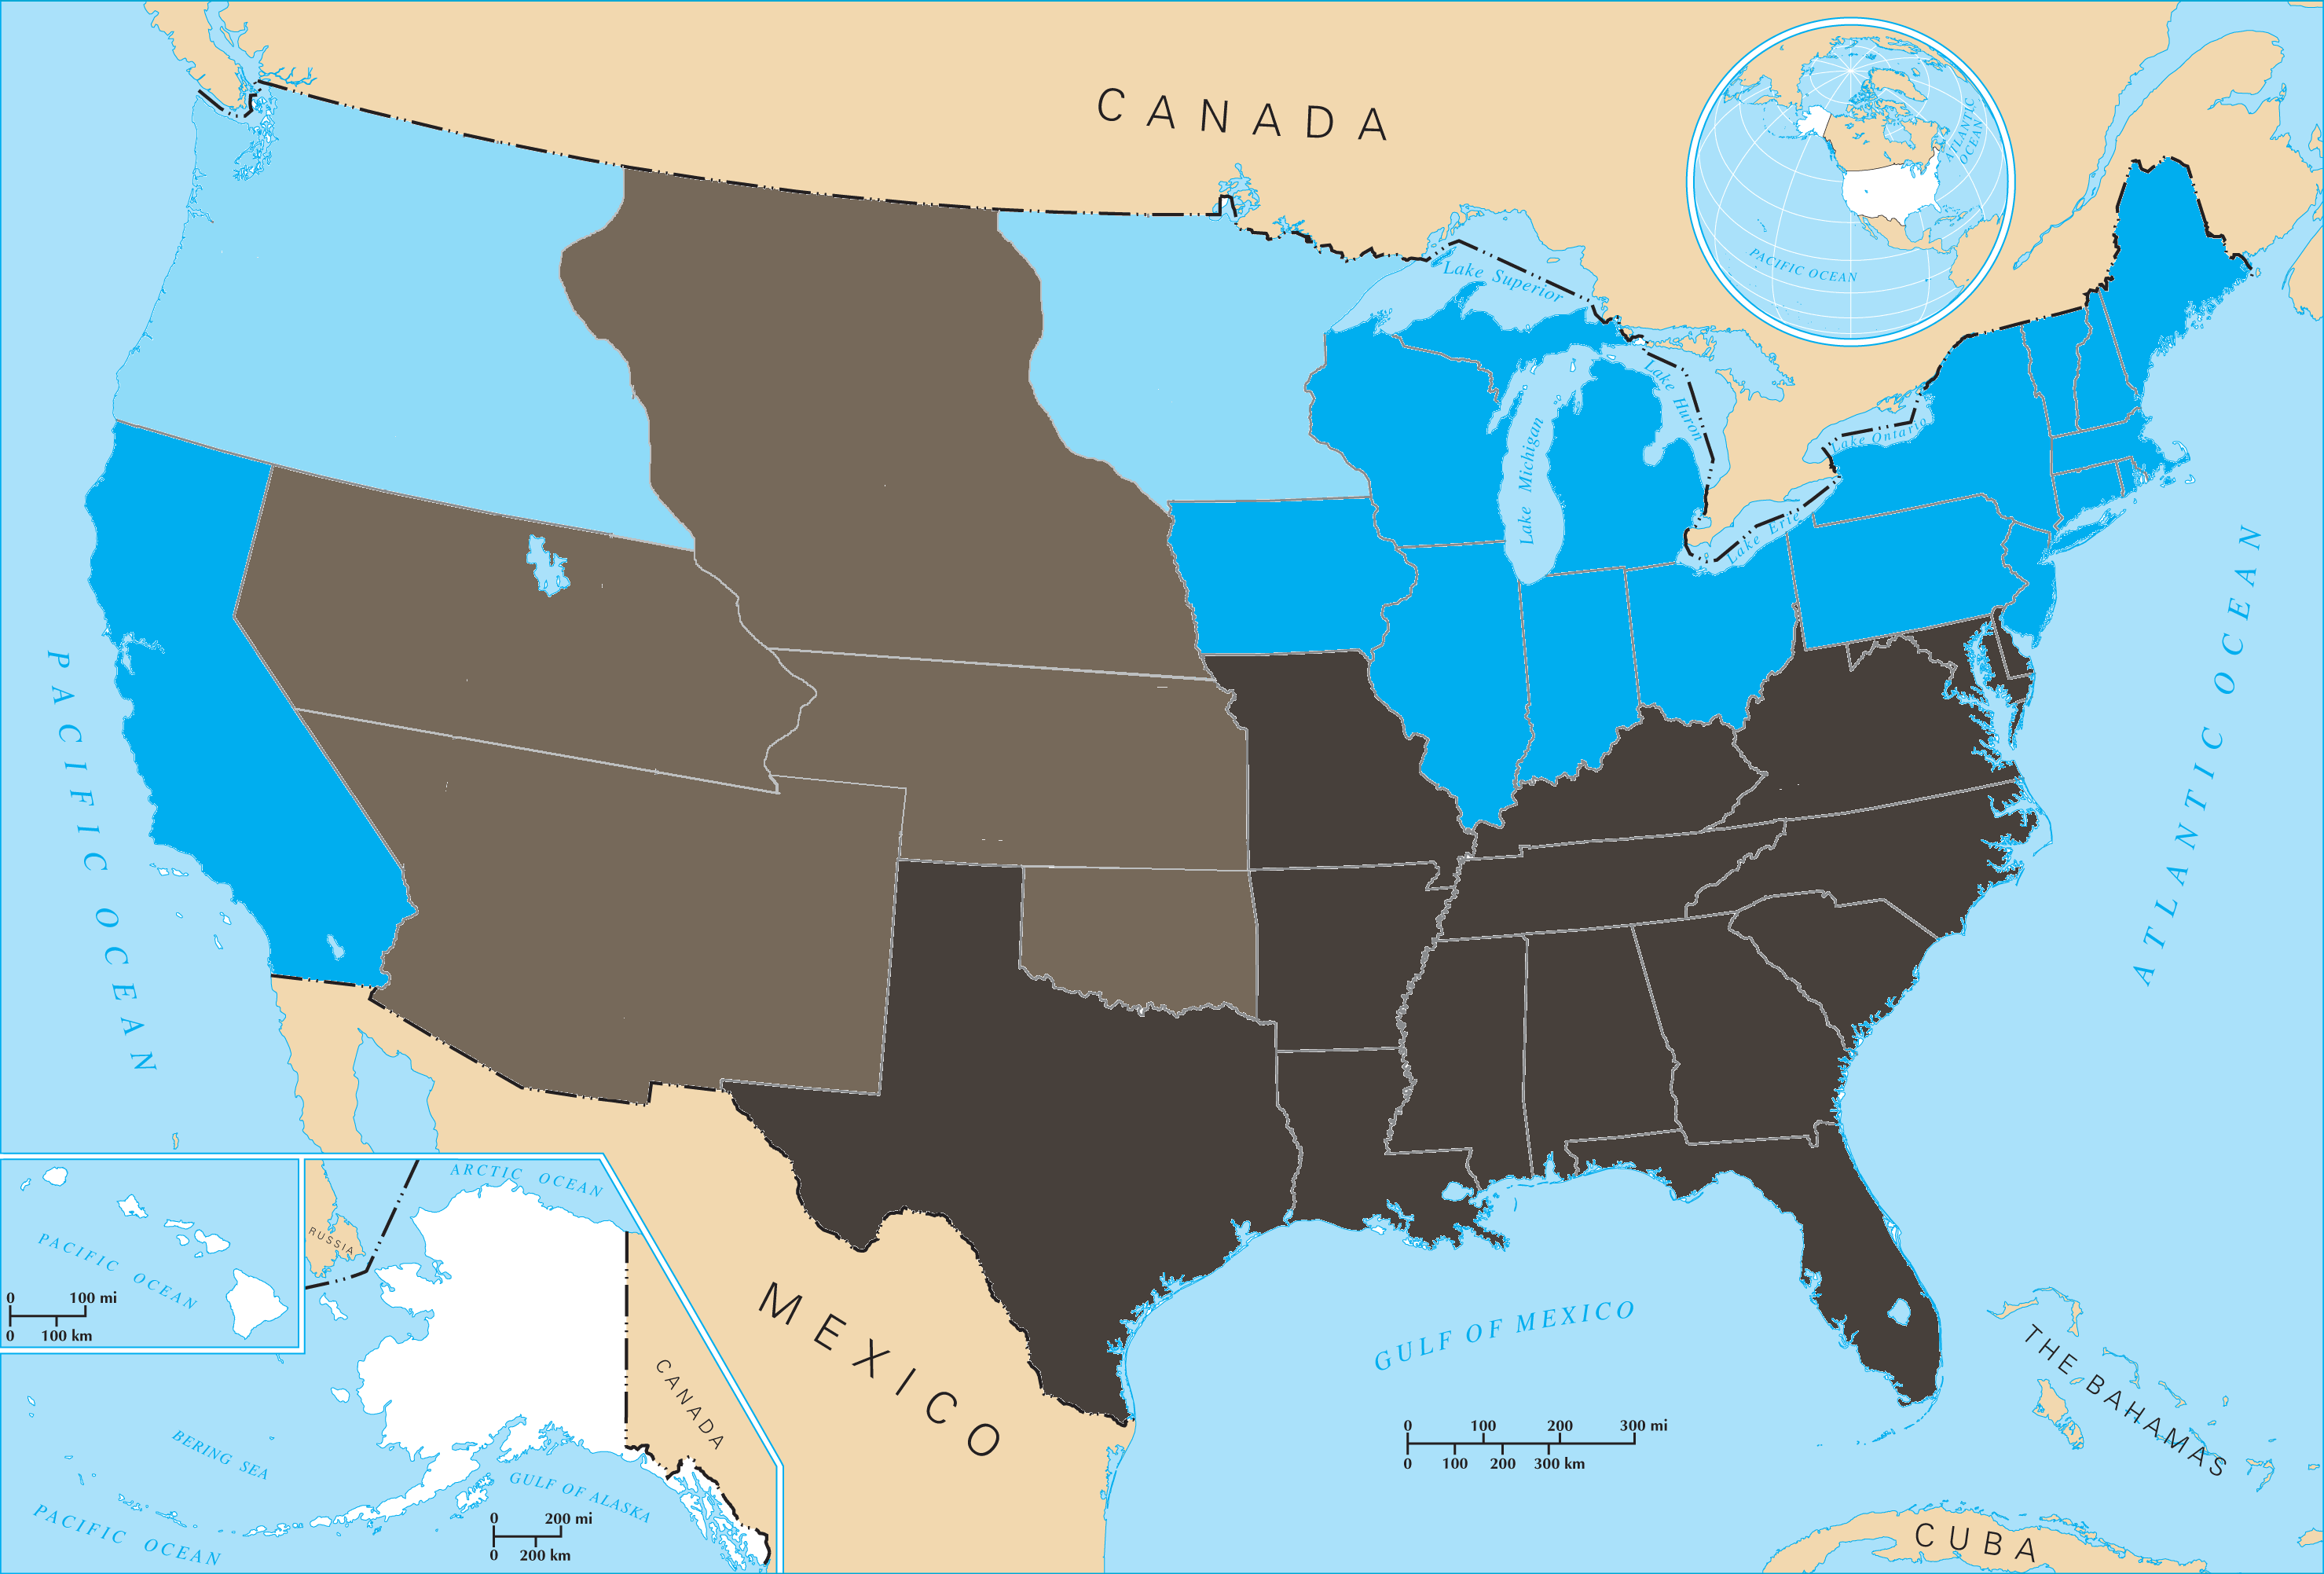 CANADA
ATLANTIC
OCEAN
PACIFIC OCEAN
Lake Superior
Lake Huron
Lake Michigan
Lake Ontario
Lake Erie
PACIFIC OCEAN
ATLANTIC OCEAN
ARCTIC OCEAN
RUSSIA
PACIFIC OCEAN
0 100 mi
0 100 km
MEXICO
GULF OF MEXICO
THE BAHAMAS
CANADA
BERING SEA
GULF OF ALASKA
PACIFIC OCEAN
0 200 mi
0 200 km
0 100 200 300 mi
0 100 200 300 km
CUBA